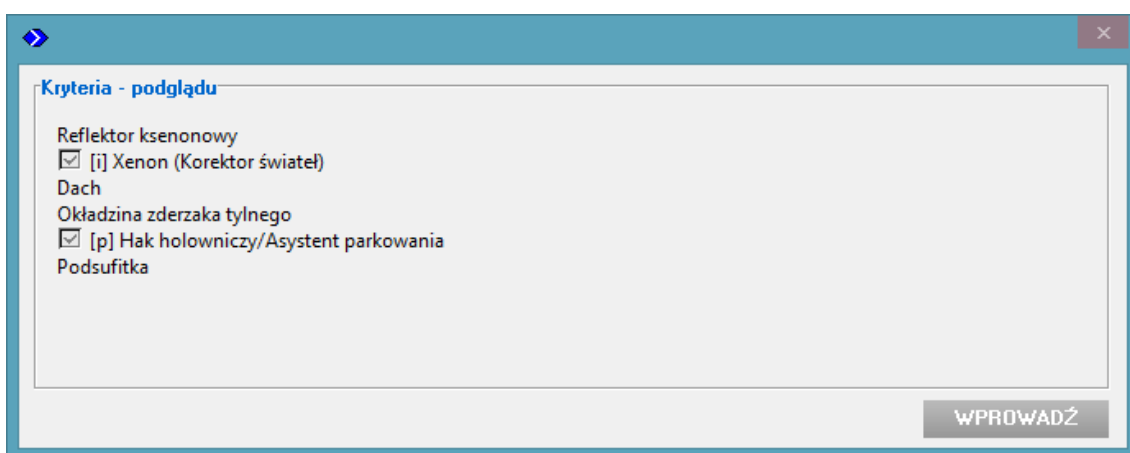 Kryteria - podglądu
Reflektor ksenonowy
[i] Xenon (Korektor świateł)
Dach
Okładzina zderzaka tylnego
[p] Hak holowniczy/Asystent parkowania
Podsufitka
WPROWADŹ